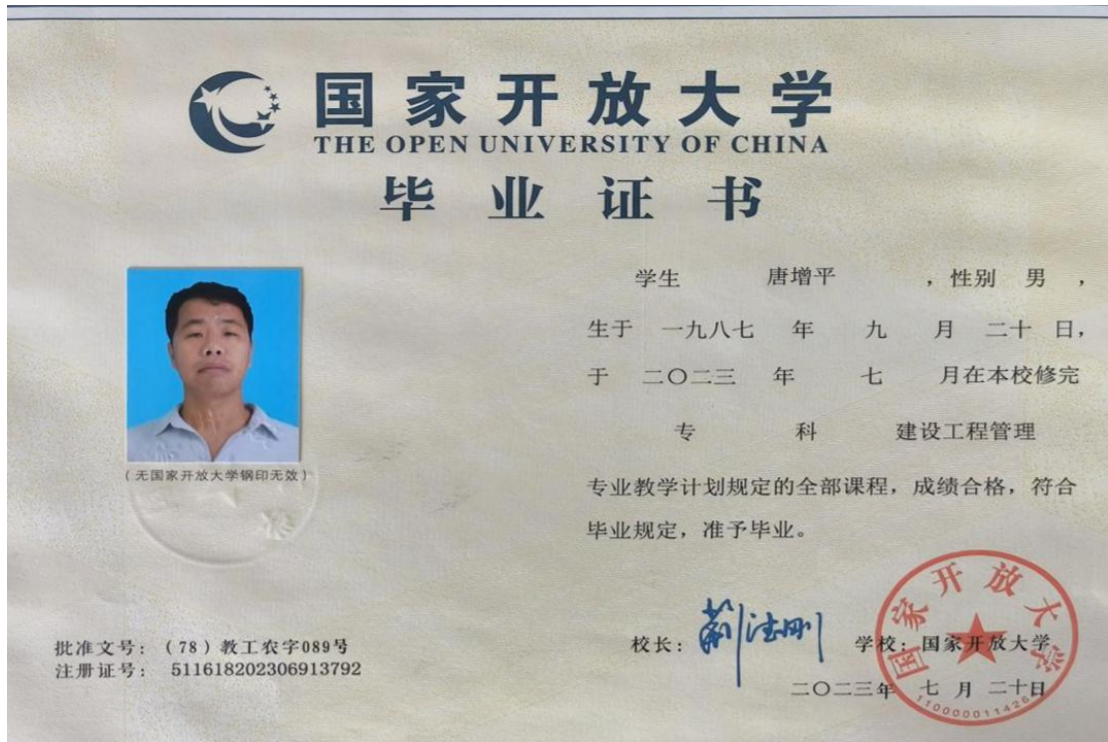 国家开放大学
THE OPEN UNIVERSITY OF CHINA
毕业证书
学生 唐增平 ，性别 男 ，
生于 一九八七 年 九 月 二十 日，
于 二〇二三 年 七 月在本校修完
专 科 建设工程管理
专业教学计划规定的全部课程，成绩合格，符合
毕业规定，准予毕业。
（无国家开放大学钢印无效）
批准文号：（78）教工农字089号
注册证号： 511618202306913792
校长： 荆德刚 学校：国家开放大学
二〇二三年 七 月 二十日
国家开放大学